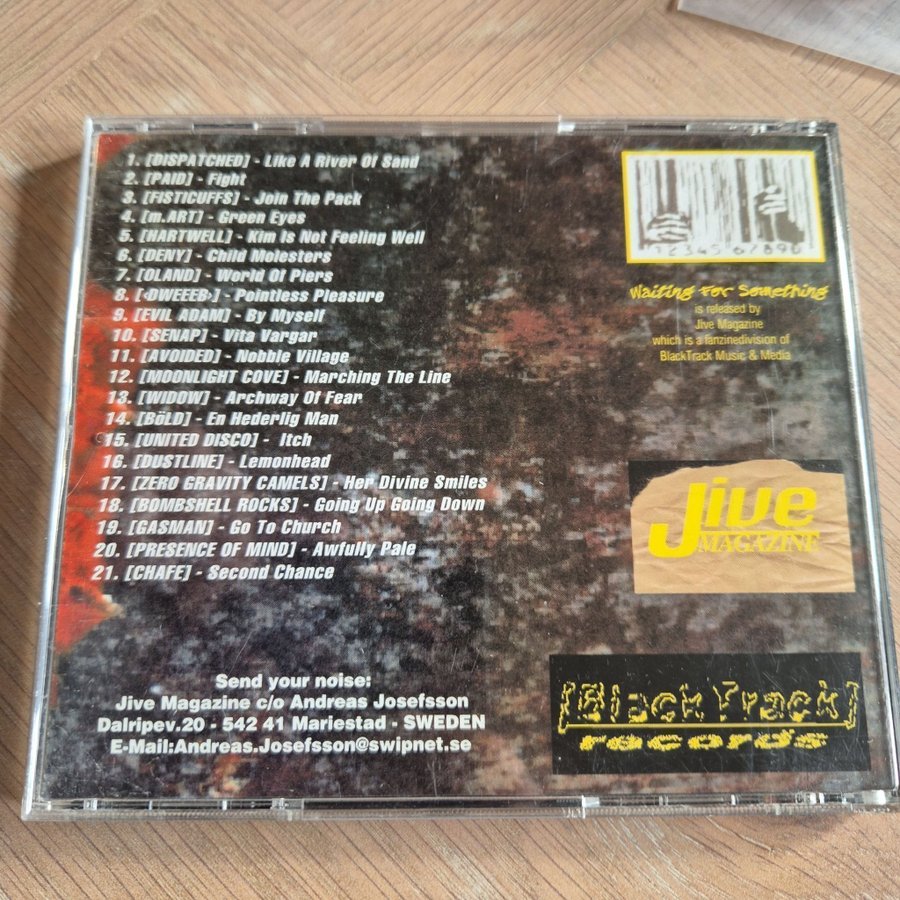 1. [DISPATCHED] - Like A River Of Sand
2. [PAID] - Fight
3. [FISTICUFFS] - Join The Pack
4. [m.ART] - Green Eyes
5. [HARTWELL] - Kim Is Not Feeling Well
6. [DENY] - Child Molesters
7. [OLAND] - World Of Piers
8. [<DWEEEB>] - Pointless Pleasure
9. [EVIL ADAM] - By Myself
10. [SENAP] - Vita Vargar
11. [AVOIDED] - Nobble Village
12. [MOONLIGHT COVE] - Marching The Line
13. [WIDOW] - Archway Of Fear
14. [BöLD] - En Hederlig Man
15. [UNITED DISCO] - Itch
16. [DUSTLINE] - Lemonhead
17. [ZERO GRAVITY CAMELS] - Her Divine Smiles
18. [BOMBSHELL ROCKS] - Going Up Going Down
19. [GASMAN] - Go To Church
20. [PRESENCE OF MIND] - Awfully Pale
21. [CHAFE] - Second Chance
Send your noise:
Jive Magazine c/o Andreas Josefsson
Dalripev.20 - 542 41 Mariestad - SWEDEN
E-Mail:Andreas.Josefsson@swipnet.se
1234567890
Waiting For Something
is released by
Jive Magazine
which is a fanzinedivision of
BlackTrack Music & Media
Jive
MAGAZINE
[BlackTrack]
records